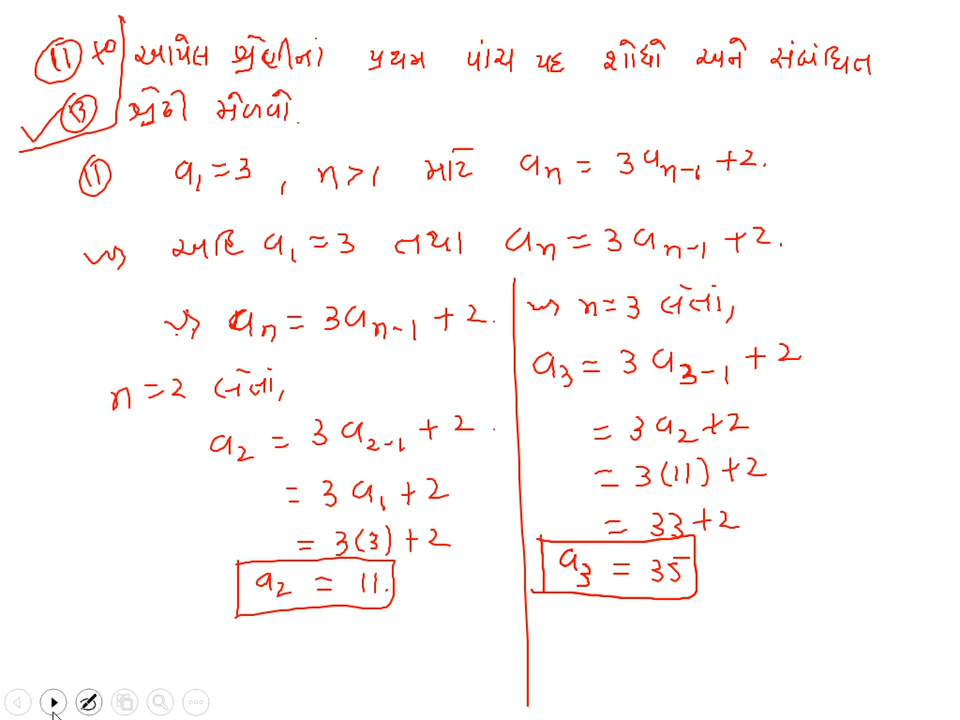 (11) થી (13) આપેલ શ્રેણીનાં પ્રથમ પાંચ પદ શોધો અને સંબંધિત
શ્રેઢી મેળવો.
(11) a₁ = 3 , n > 1 માટે aₙ = 3aₙ₋₁ + 2.
⇒ અહિં a₁ = 3 તથા aₙ = 3aₙ₋₁ + 2.
⇒ aₙ = 3aₙ₋₁ + 2.
n = 2 લેતાં,
a₂ = 3a₂₋₁ + 2.
= 3a₁ + 2
= 3(3) + 2
a₂ = 11.
⇒ n = 3 લેતાં,
a₃ = 3a₃₋₁ + 2
= 3a₂ + 2
= 3(11) + 2
= 33 + 2
a₃ = 35